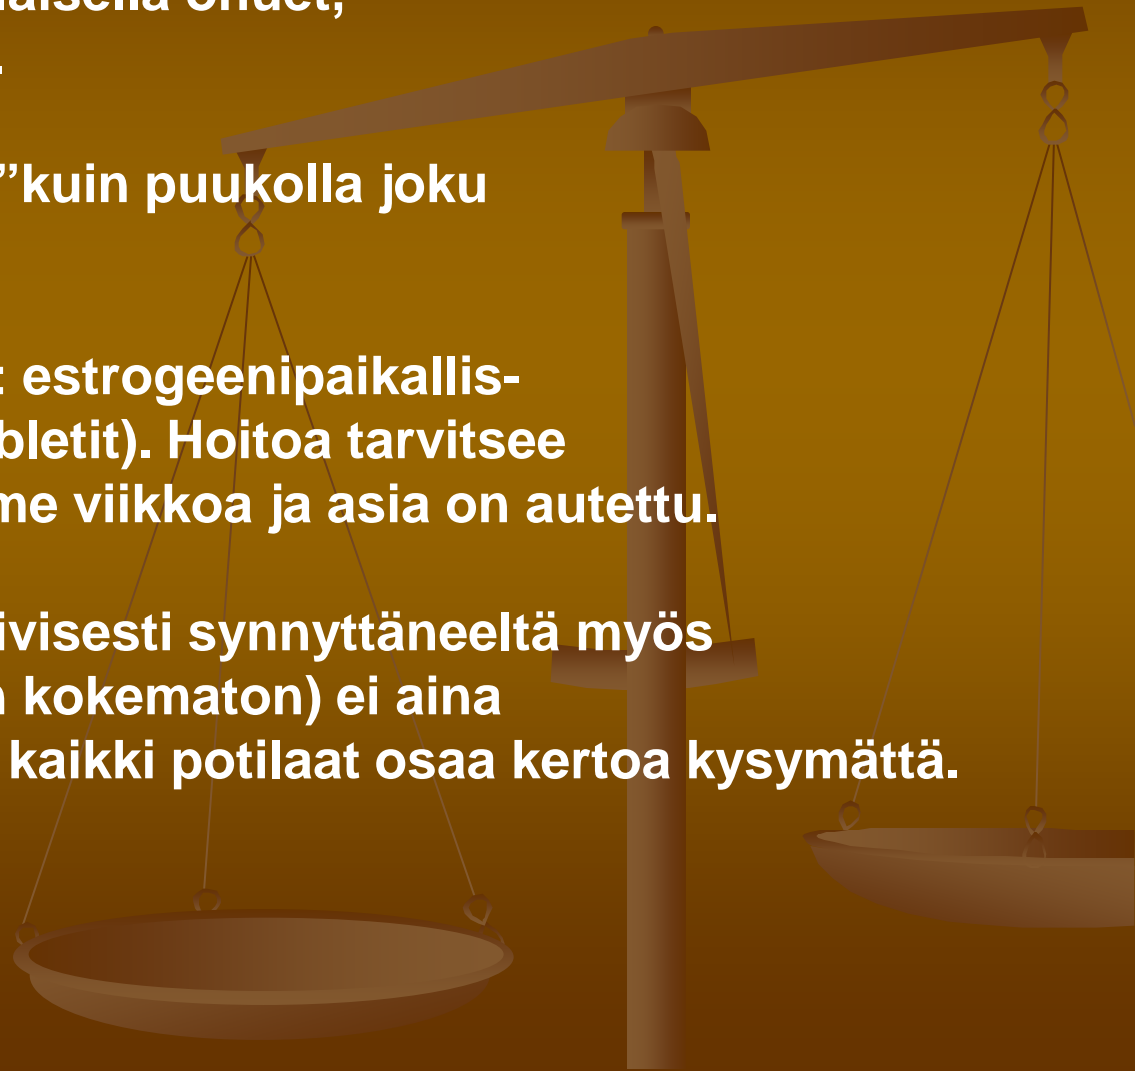 ohuet,
.
”kuin puukolla joku
: estrogeenipaikallis-
bletit). Hoitoa tarvitsee
me viikkoa ja asia on autettu.
ivisesti synnyttäneeltä myös
n kokematon) ei aina
kaikki potilaat osaa kertoa kysymättä.